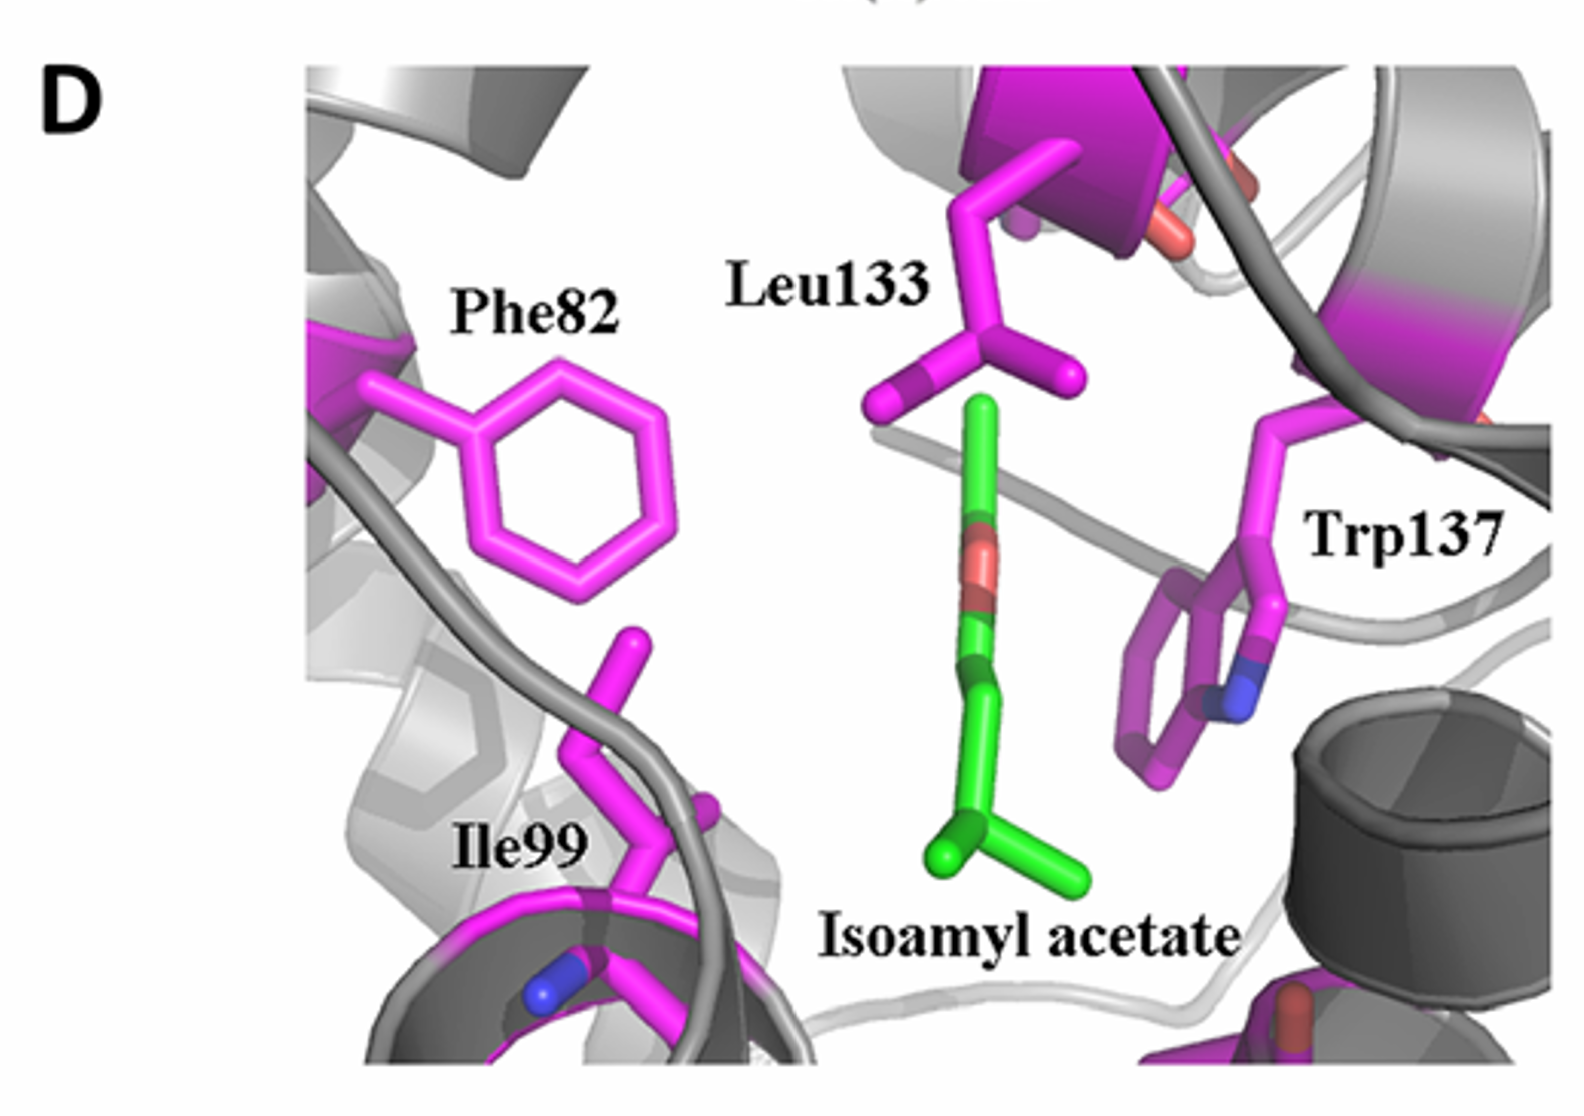 D
Leu133
Phe82
Trp137
Ile99
Isoamyl acetate